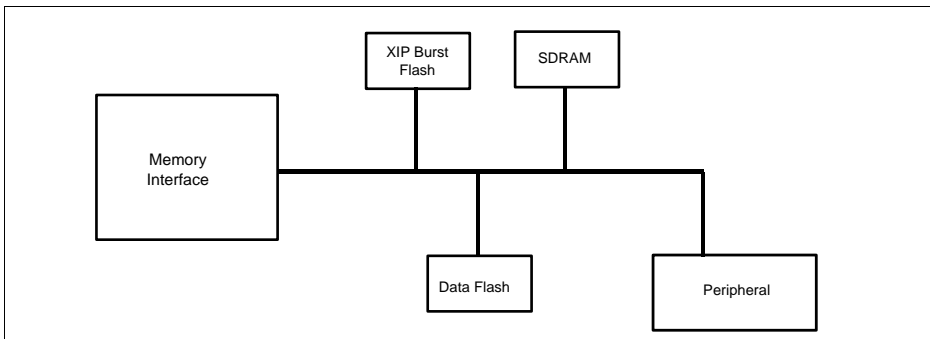 XIP Burst
Flash
SDRAM
Memory
Interface
Data Flash
Peripheral